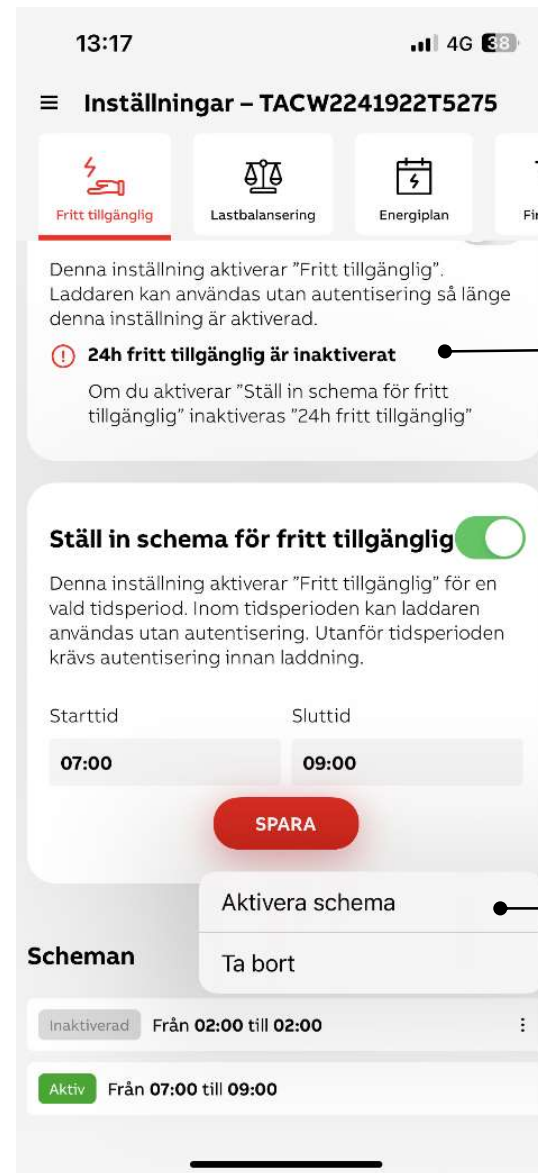 13:17 4G 38
Inställningar – TACW2241922T5275
Fritt tillgänglig Lastbalansering Energiplan
Denna inställning aktiverar ”Fritt tillgänglig”.
Laddaren kan användas utan autentisering så länge
denna inställning är aktiverad.
24h fritt tillgänglig är inaktiverat
Om du aktiverar ”Ställ in schema för fritt
tillgänglig” inaktiveras ”24h fritt tillgänglig”
Ställ in schema för fritt tillgänglig
Denna inställning aktiverar ”Fritt tillgänglig” för en
vald tidsperiod. Inom tidsperioden kan laddaren
användas utan autentisering. Utanför tidsperioden
krävs autentisering innan laddning.
Starttid Sluttid
07:00 09:00
SPARA
Aktivera schema
Scheman
Ta bort
Inaktiverad Från 02:00 till 02:00
Aktiv Från 07:00 till 09:00